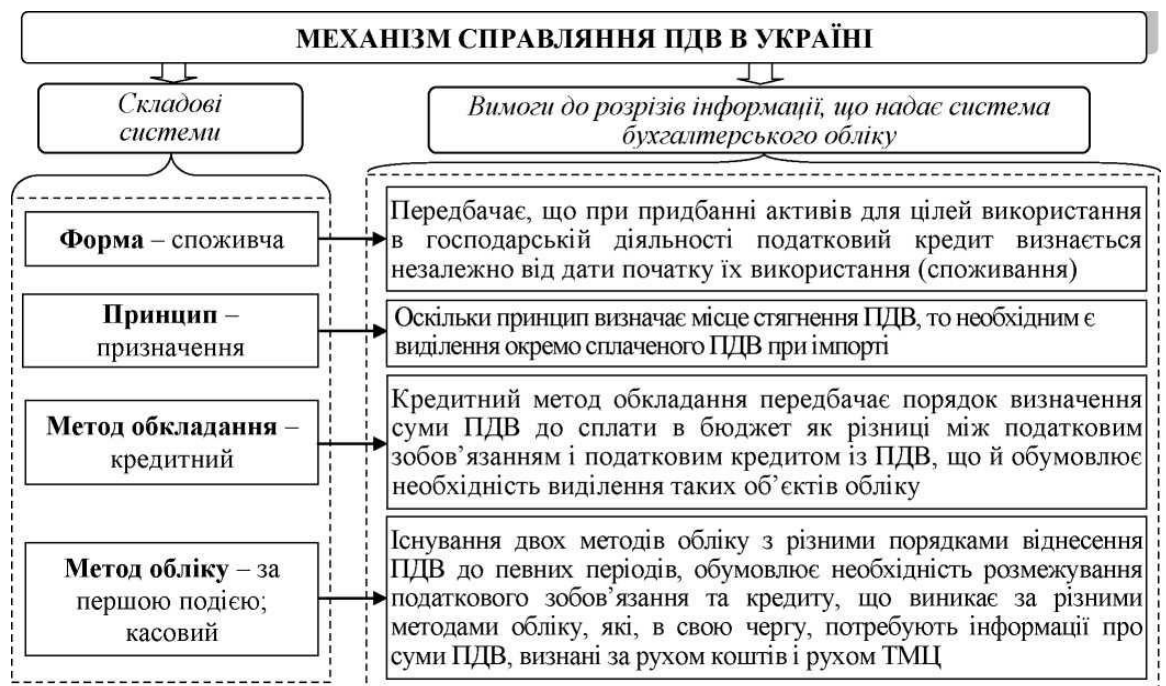 МЕХАНІЗМ СПРАВЛЯННЯ ПДВ В УКРАЇНІ
Складові
системи
Вимоги до розрізів інформації, що надає система
бухгалтерського обліку
Форма – споживча
Передбачає, що при придбанні активів для цілей використання
в господарській діяльності податковий кредит визнається
незалежно від дати початку їх використання (споживання)
Принцип –
призначення
Оскільки принцип визначає місце стягнення ПДВ, то необхідним є
виділення окремо сплаченого ПДВ при імпорті
Метод обкладання –
кредитний
Кредитний метод обкладання передбачає порядок визначення
суми ПДВ до сплати в бюджет як різниці між податковим
зобов’язанням і податковим кредитом із ПДВ, що й обумовлює
необхідність виділення таких об’єктів обліку
Метод обліку – за
першою подією;
касовий
Існування двох методів обліку з різними порядками віднесення
ПДВ до певних періодів, обумовлює необхідність розмежування
податкового зобов’язання та кредиту, що виникає за різними
методами обліку, які, в свою чергу, потребують інформації про
суми ПДВ, визнані за рухом коштів і рухом ТМЦ